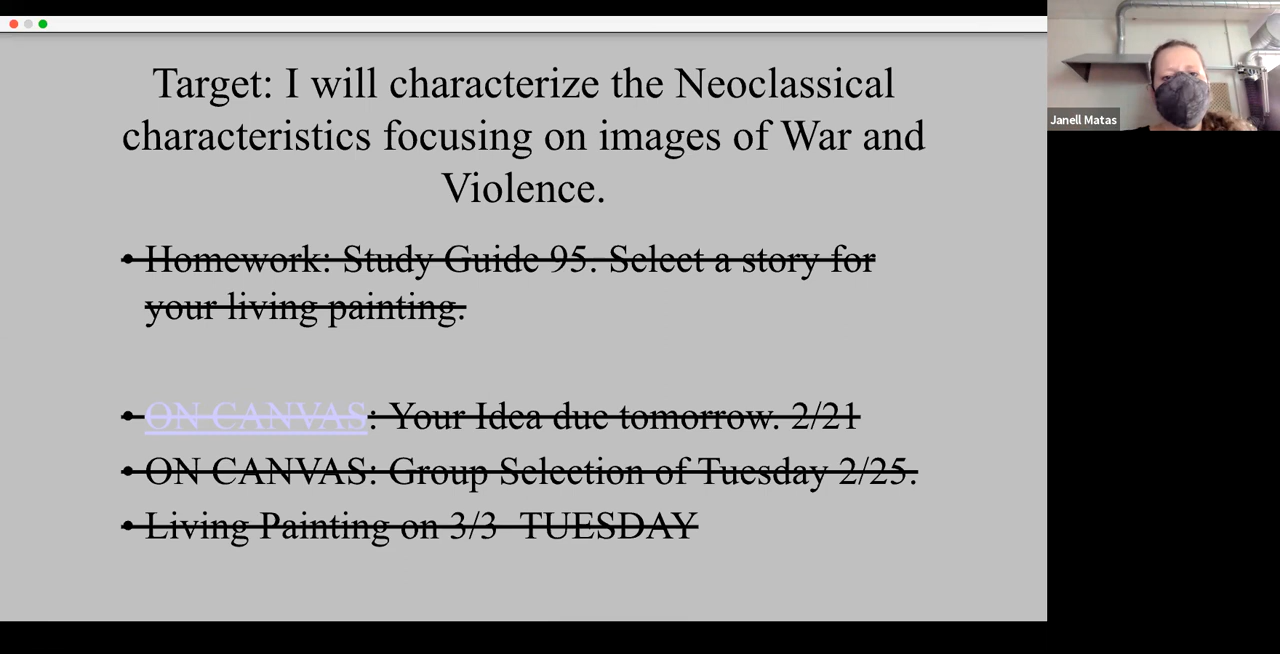 Target: I will characterize the Neoclassical
characteristics focusing on images of War and
Violence.
• Homework: Study Guide 95. Select a story for
your living painting.
• ON CANVAS: Your Idea due tomorrow. 2/21
• ON CANVAS: Group Selection of Tuesday 2/25.
• Living Painting on 3/3 TUESDAY
Janell Matas